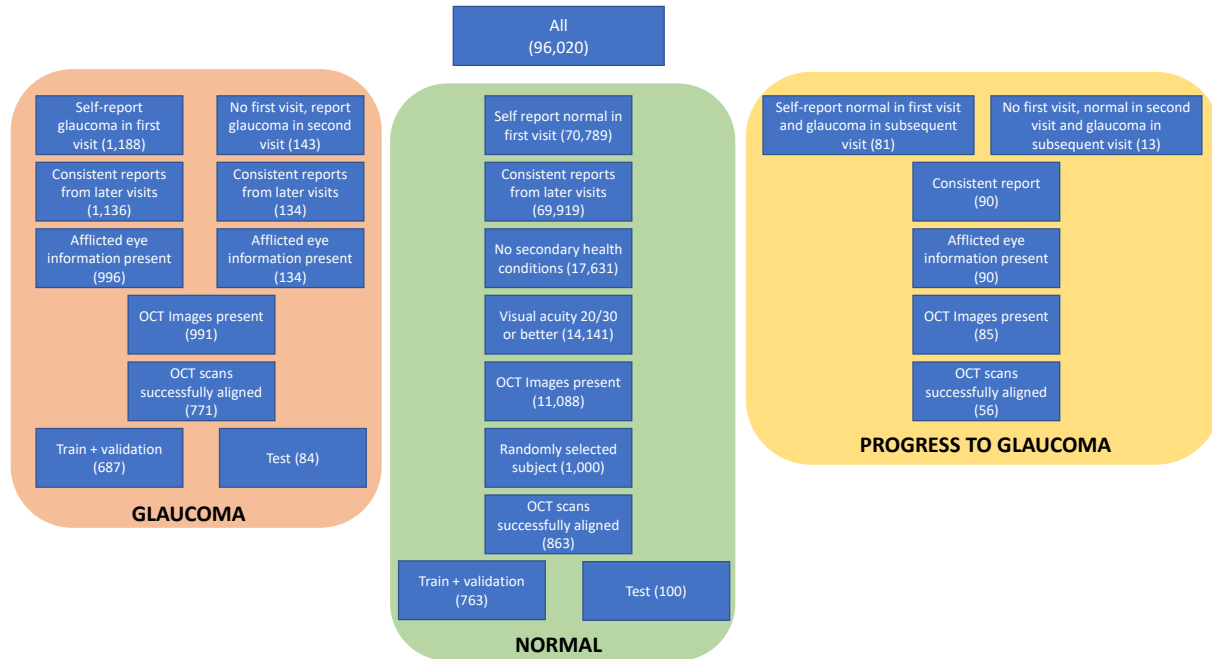 All
(96,020)
Self-report
glaucoma in first
visit (1,188)
No first visit, report
glaucoma in second
visit (143)
Consistent reports
from later visits
(1,136)
Consistent reports
from later visits
(134)
Afflicted eye
information present
(996)
Afflicted eye
information present
(134)
OCT Images present
(991)
OCT scans
successfully aligned
(771)
Train + validation
(687)
Test (84)
GLAUCOMA
Self report normal in
first visit (70,789)
Consistent reports
from later visits
(69,919)
No secondary health
conditions (17,631)
Visual acuity 20/30
or better (14,141)
OCT Images present
(11,088)
Randomly selected
subject (1,000)
OCT scans
successfully aligned
(863)
Train + validation
(763)
Test (100)
NORMAL
Self-report normal in first visit
and glaucoma in subsequent
visit (81)
No first visit, normal in second
visit and glaucoma in
subsequent visit (13)
Consistent report
(90)
Afflicted eye
information present
(90)
OCT Images present
(85)
OCT scans
successfully aligned
(56)
PROGRESS TO GLAUCOMA